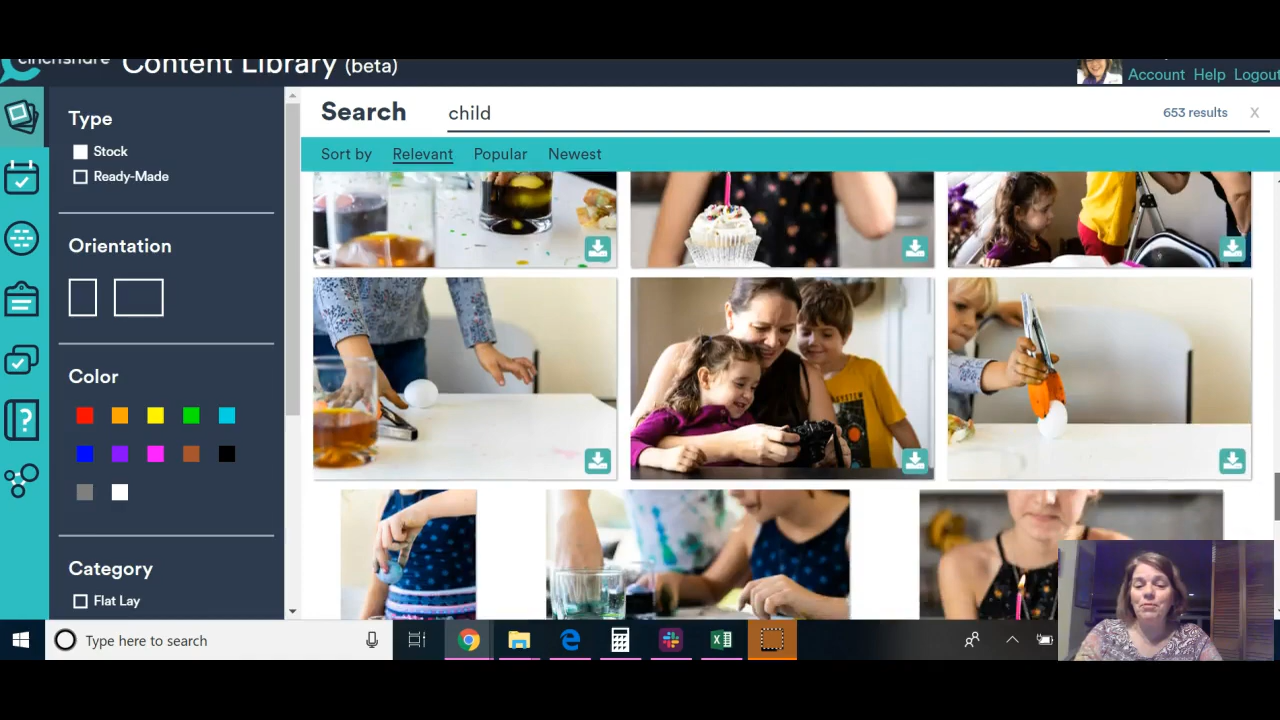 cinchshare Content Library (beta)
Account Help Logout
Type
Stock
Ready-Made
Orientation
Color
Category
Flat Lay
Search child 653 results X
Sort by Relevant Popular Newest
Type here to search